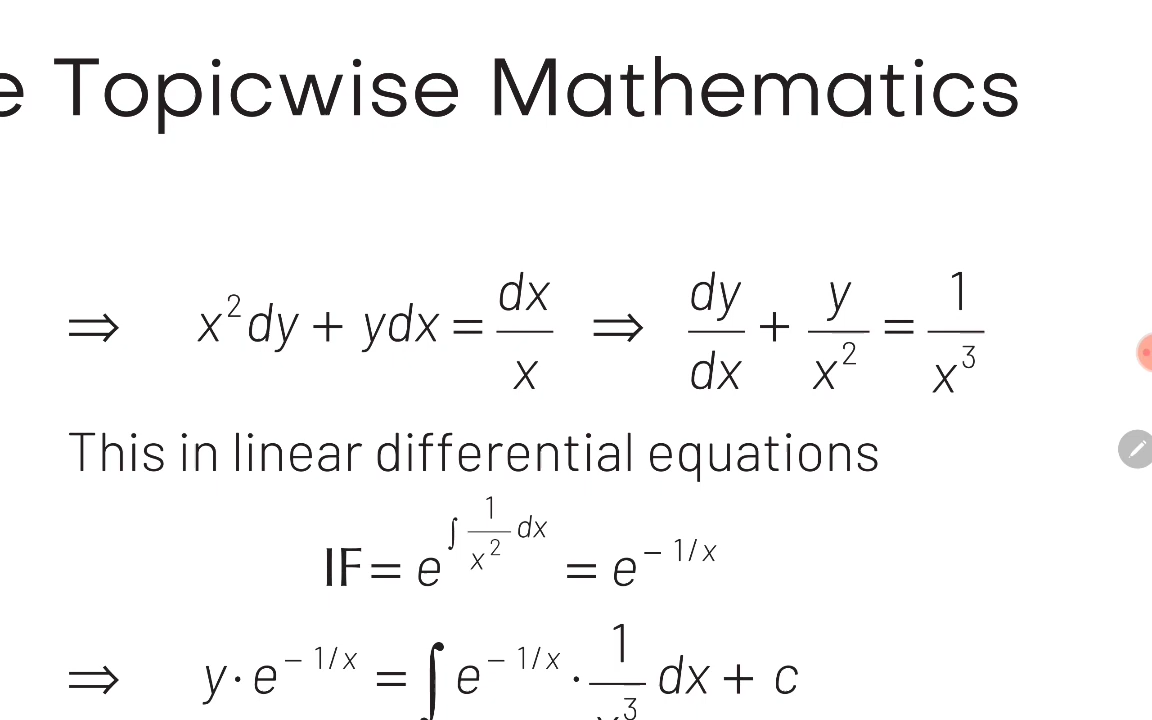 e Topicwise Mathematics
⇒ x²dy + ydx = dx/x ⇒ dy/dx + y/x² = 1/x³
This in linear differential equations
IF = e^(∫ 1/x² dx) = e^(– 1/x)
⇒ y·e^(– 1/x) = ∫ e^(– 1/x) · 1/x³ dx + c